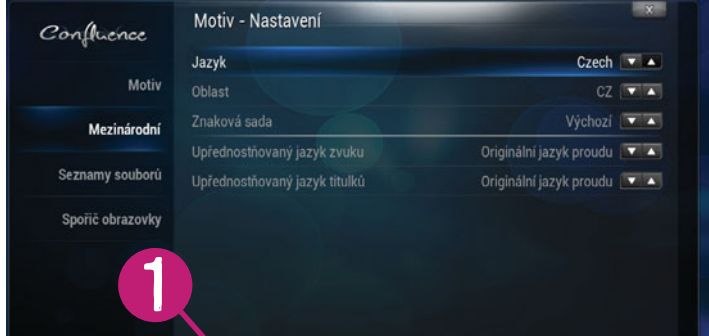 Confluence
Motiv - Nastavení
x
Jazyk Czech
Motiv
Oblast CZ
Mezinárodní
Znaková sada Výchozí
Upřednostňovaný jazyk zvuku Originální jazyk proudu
Seznamy souborů
Upřednostňovaný jazyk titulků Originální jazyk proudu
Spořič obrazovky
1